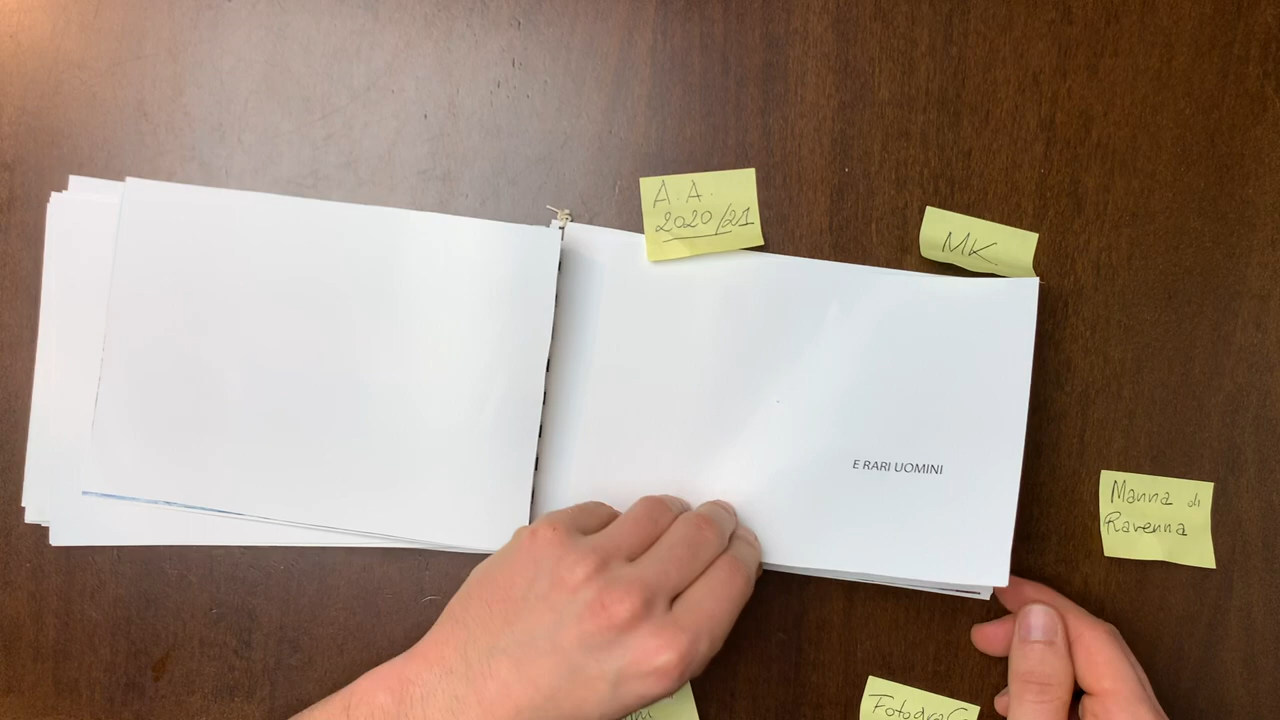 A.A.
2020/21
MK
E RARI UOMINI
Manna di
Ravenna